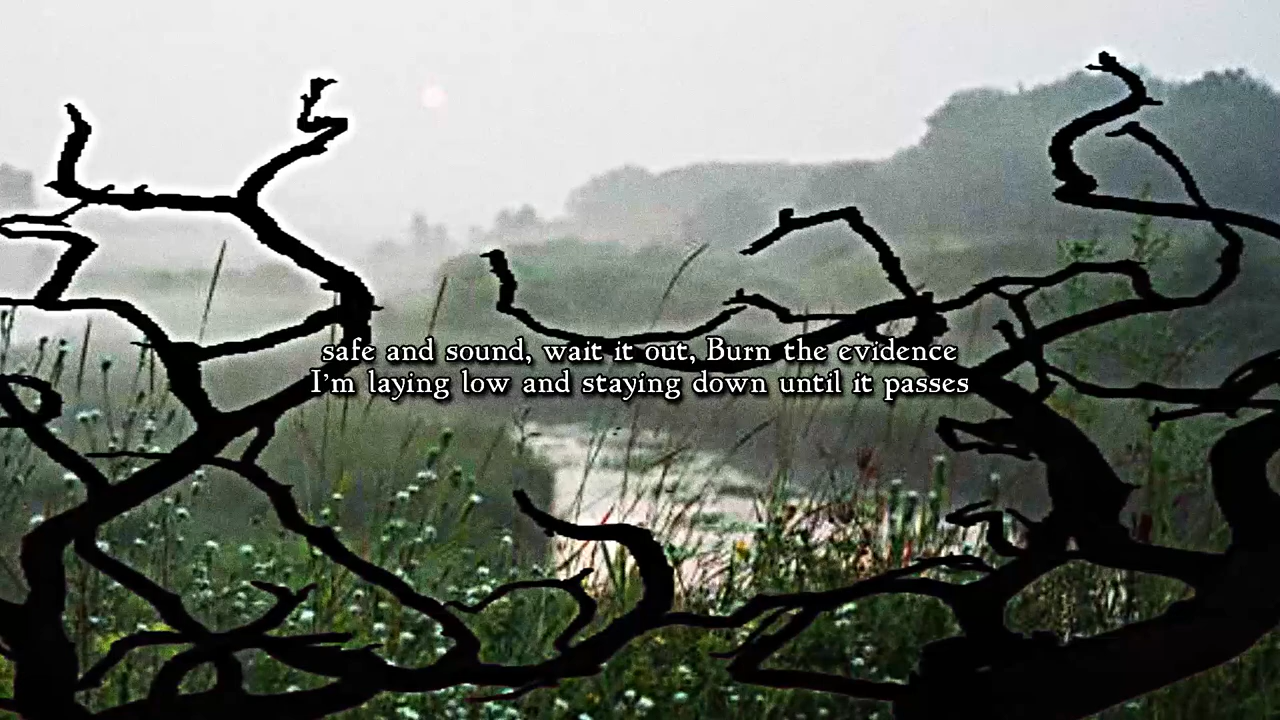 safe and sound, wait it out, Burn the evidence
I'm laying low and staying down until it passes